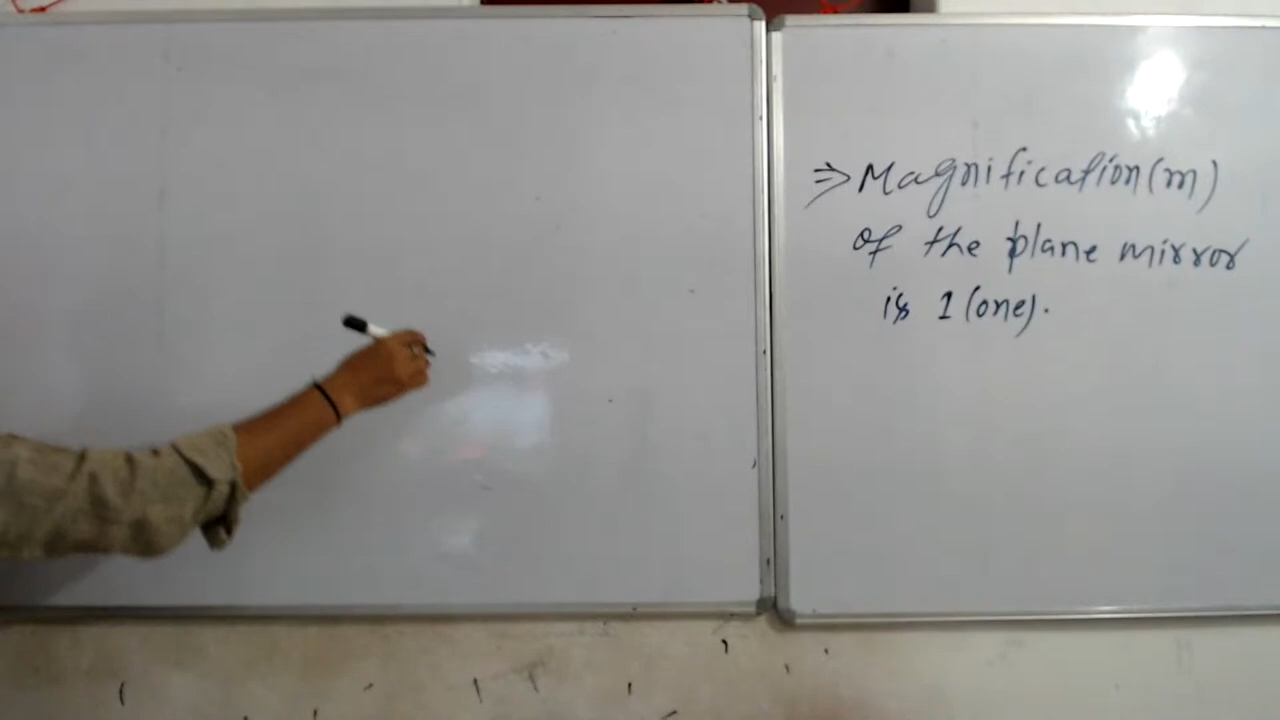 ⇒ Magnification(m)
of the plane mirror
is 1 (one).